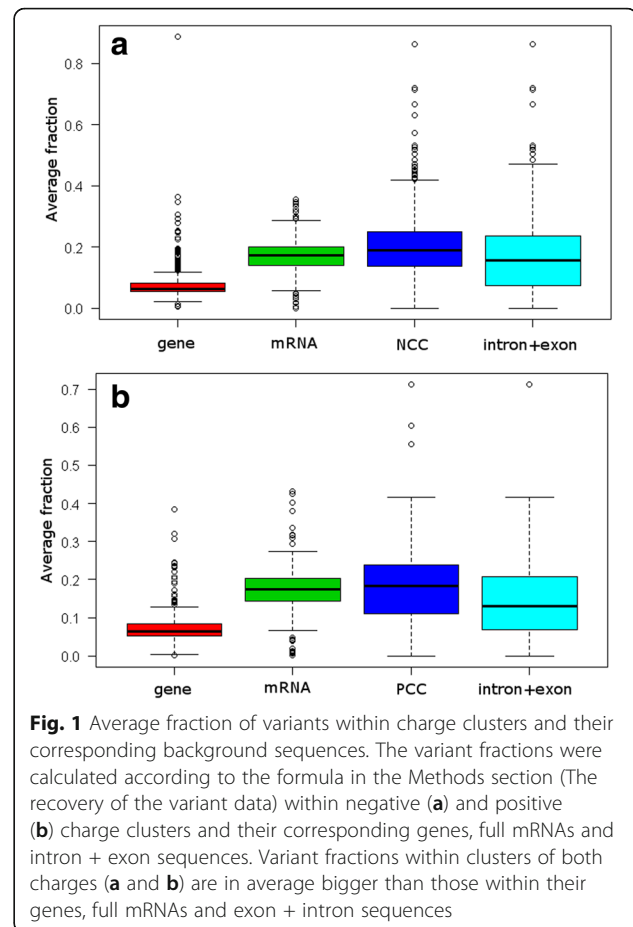 a
Average fraction
0.8
0.6
0.4
0.2
0.0
gene mRNA NCC intron+exon
b
Average fraction
0.7
0.6
0.5
0.4
0.3
0.2
0.1
0.0
gene mRNA PCC intron+exon
Fig. 1 Average fraction of variants within charge clusters and their
corresponding background sequences. The variant fractions were
calculated according to the formula in the Methods section (The
recovery of the variant data) within negative (a) and positive
(b) charge clusters and their corresponding genes, full mRNAs and
intron + exon sequences. Variant fractions within clusters of both
charges (a and b) are in average bigger than those within their
genes, full mRNAs and exon + intron sequences